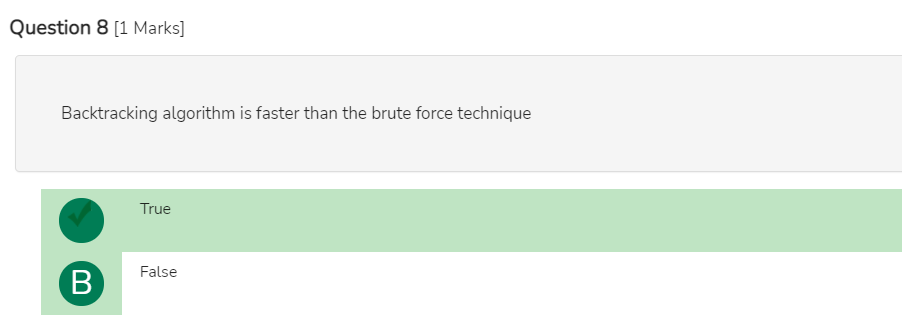 Question 8 [1 Marks]
Backtracking algorithm is faster than the brute force technique
True
B False